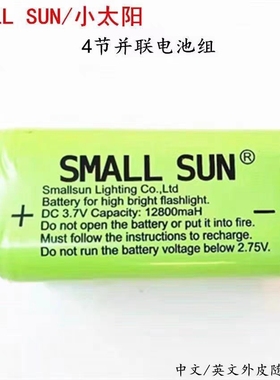 LL SUN/小太阳
4节并联电池组
SMALL SUN®
Smallsun Lighting Co.,Ltd
Battery for high bright flashlight.
DC 3.7V Capacity: 12800maH
Do not open the battery or put it into fire.
Must follow the instructions to recharge.
Do not run the battery voltage below 2.75V.
+
-
中文/英文外皮随